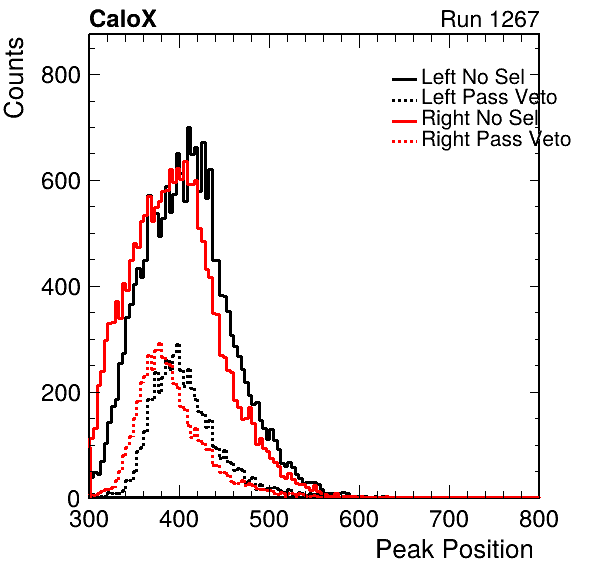 CaloX Run 1267
Counts
800
600
400
200
0
Left No Sel
Left Pass Veto
Right No Sel
Right Pass Veto
300 400 500 600 700 800
Peak Position